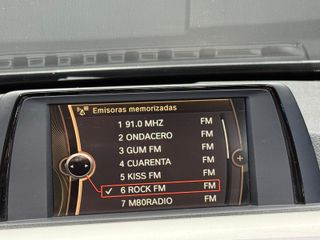 Emisoras memorizadas
1 91.0 MHZ FM
2 ONDACERO FM
3 GUM FM FM
4 CUARENTA FM
5 KISS FM FM
6 ROCK FM FM
7 M80RADIO FM